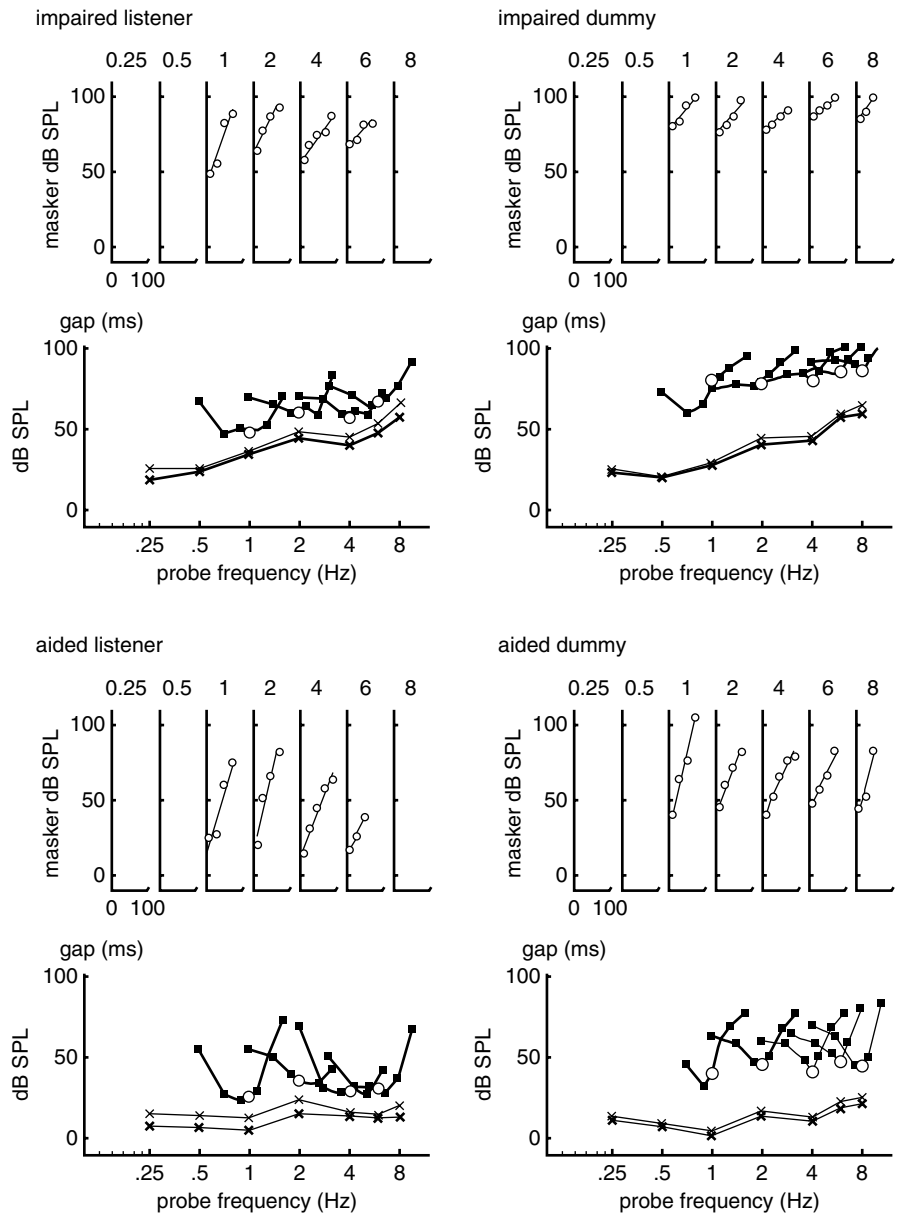 impaired listener
0.25 0.5 1 2 4 6 8
masker dB SPL
100
50
0
0 100
gap (ms)
dB SPL
100
50
0
.25 .5 1 2 4 8
probe frequency (Hz)
impaired dummy
0.25 0.5 1 2 4 6 8
masker dB SPL
100
50
0
0 100
gap (ms)
dB SPL
100
50
0
.25 .5 1 2 4 8
probe frequency (Hz)
aided listener
0.25 0.5 1 2 4 6 8
masker dB SPL
100
50
0
0 100
gap (ms)
dB SPL
100
50
0
.25 .5 1 2 4 8
probe frequency (Hz)
aided dummy
0.25 0.5 1 2 4 6 8
masker dB SPL
100
50
0
0 100
gap (ms)
dB SPL
100
50
0
.25 .5 1 2 4 8
probe frequency (Hz)